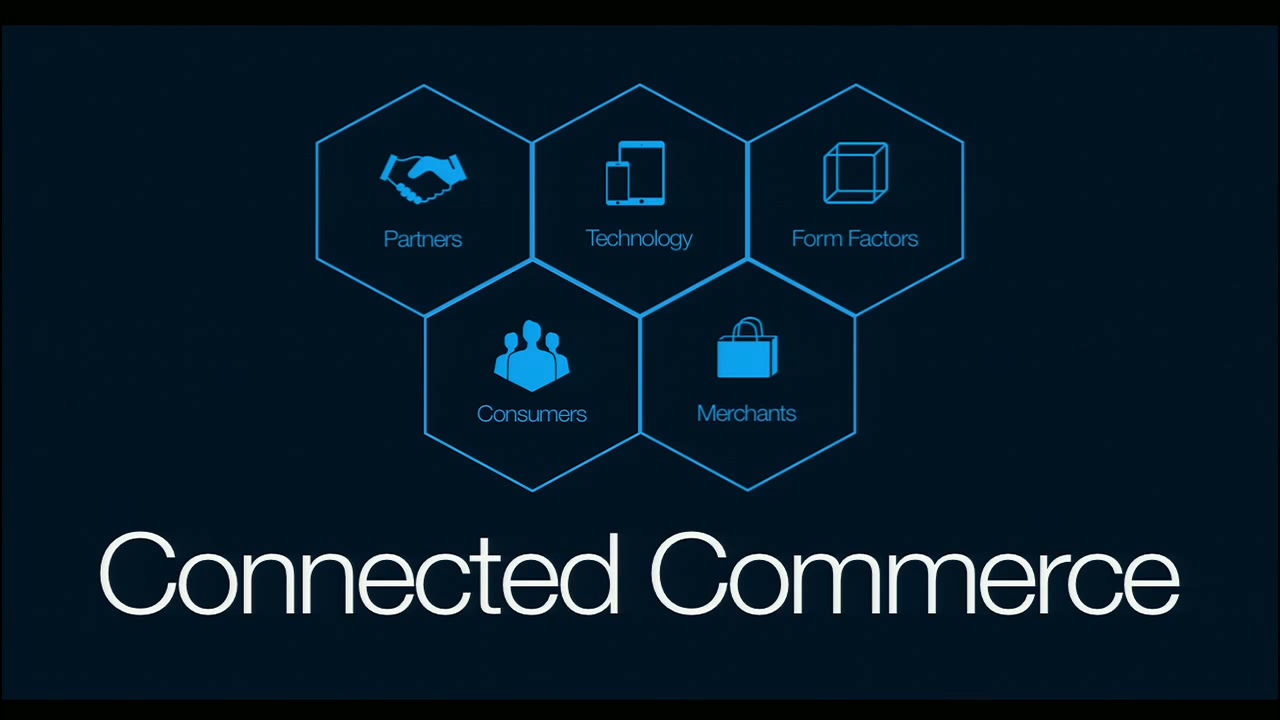 Partners
Technology
Form Factors
Consumers
Merchants
Connected Commerce